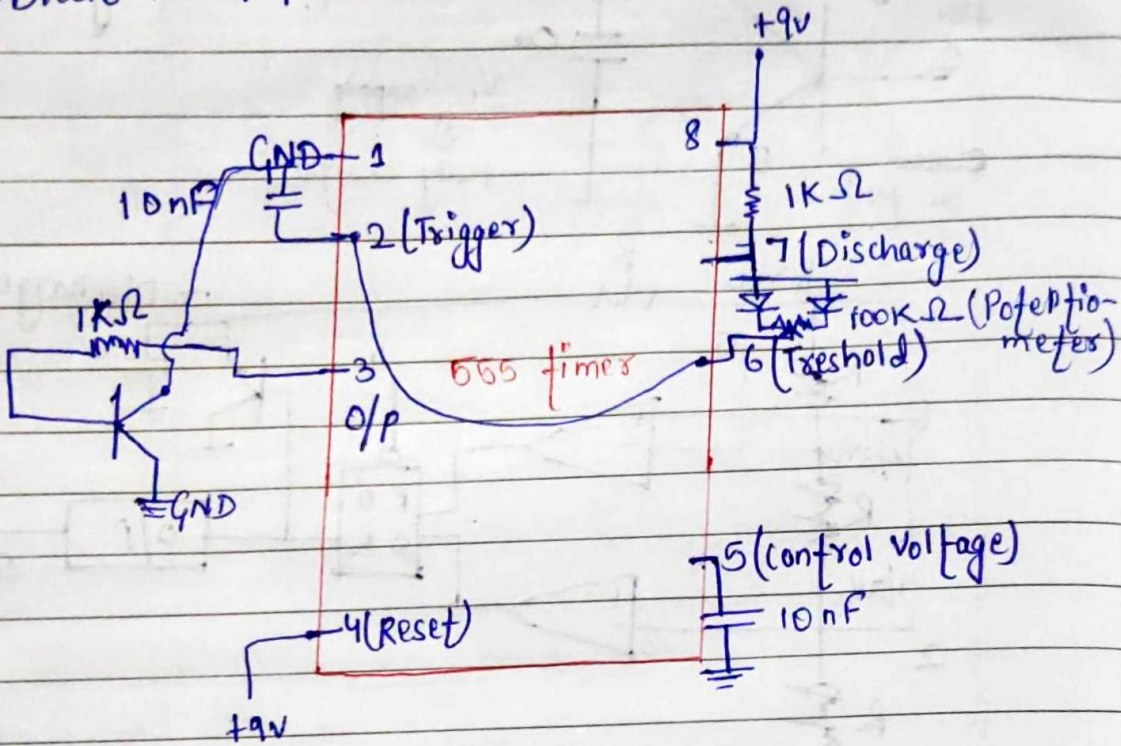 +9v
GND 1
8
10nF
1KΩ
2 (Trigger)
7 (Discharge)
1KΩ
100KΩ (Potentio-
meter)
3
555 timer
6 (Treshold)
O/P
GND
5 (Control Voltage)
10nF
4 (Reset)
+9v